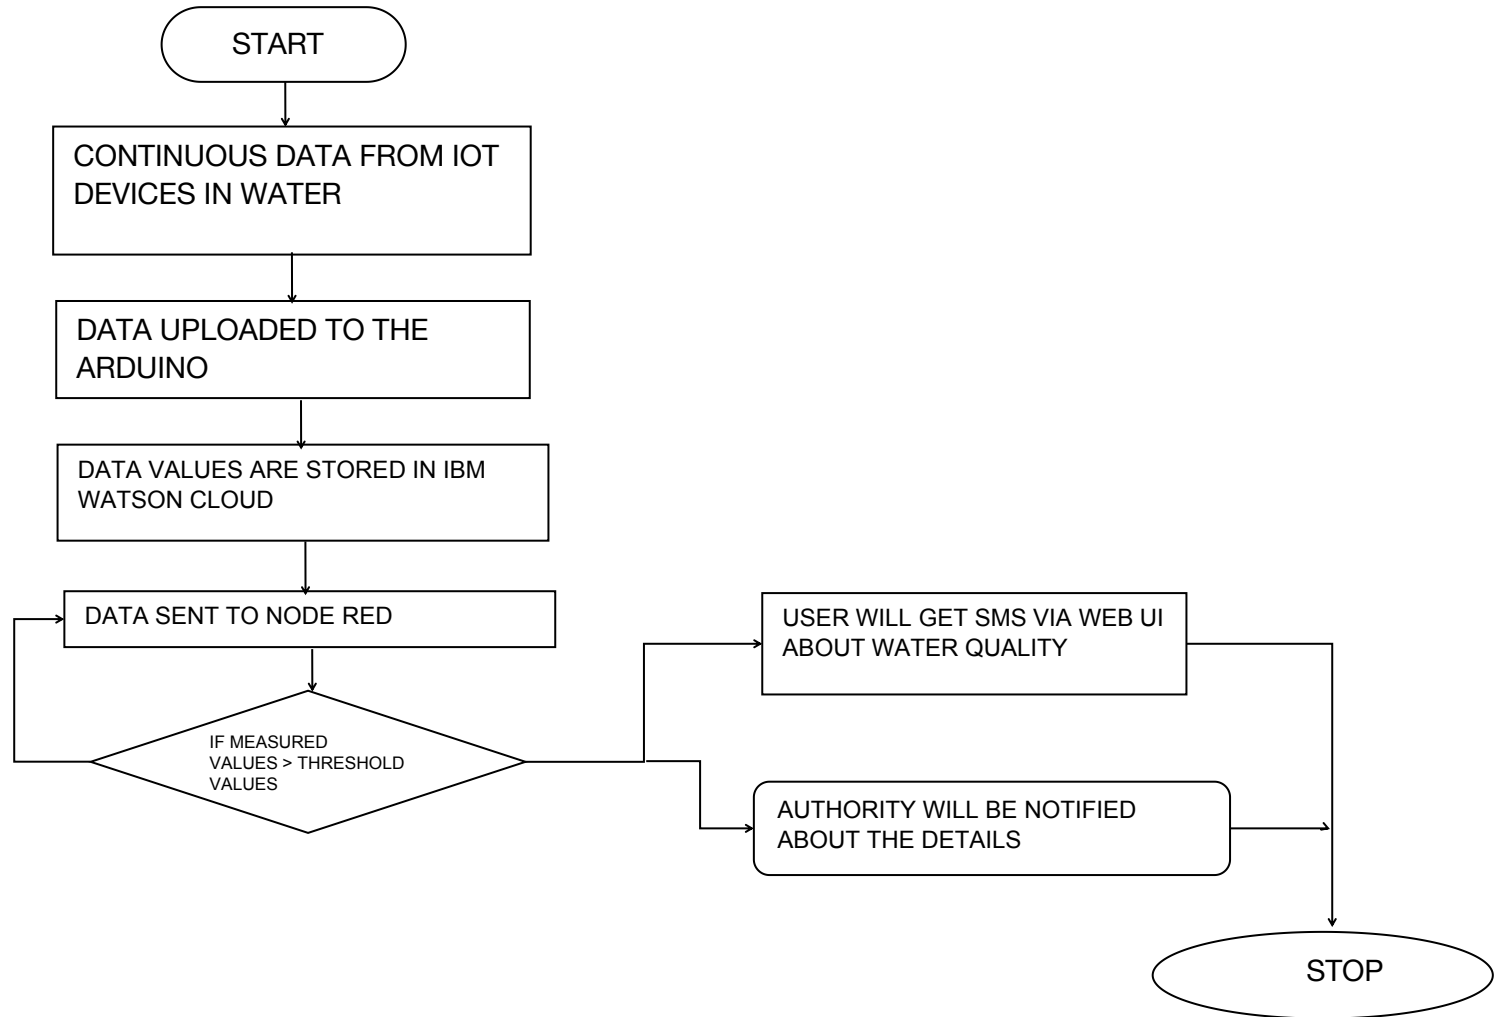 START
CONTINUOUS DATA FROM IOT
DEVICES IN WATER
DATA UPLOADED TO THE
ARDUINO
DATA VALUES ARE STORED IN IBM
WATSON CLOUD
DATA SENT TO NODE RED
IF MEASURED
VALUES > THRESHOLD
VALUES
USER WILL GET SMS VIA WEB UI
ABOUT WATER QUALITY
AUTHORITY WILL BE NOTIFIED
ABOUT THE DETAILS
STOP